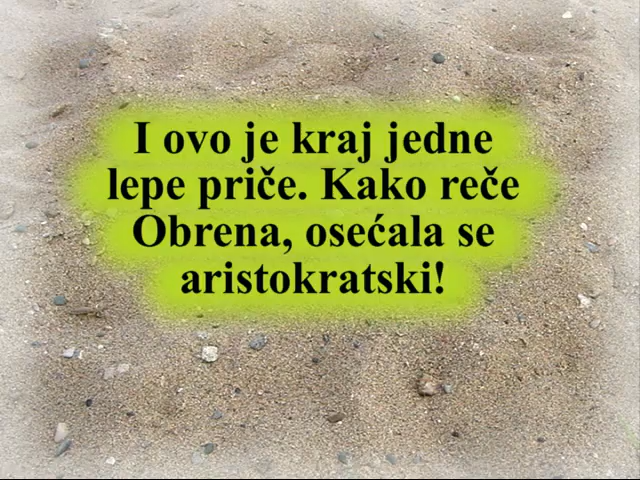 I ovo je kraj jedne
lepe priče. Kako reče
Obrena, osećala se
aristokratski!